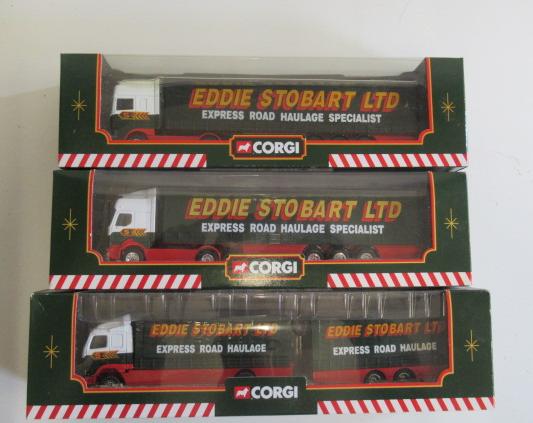 EDDIE STOBART LTD
EXPRESS ROAD HAULAGE SPECIALIST
CORGI
EDDIE STOBART LTD
EXPRESS ROAD HAULAGE SPECIALIST
CORGI
EDDIE STOBART LTD EDDIE STOBART LTD
EXPRESS ROAD HAULAGE EXPRESS ROAD HAULAGE
CORGI